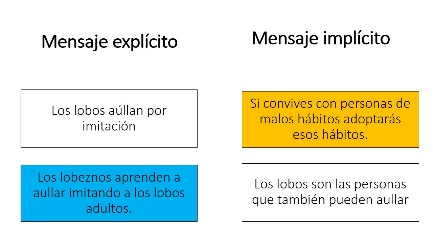 Mensaje explícito
Mensaje implícito
Los lobos aúllan por
imitación
Si convives con personas de
malos hábitos adoptarás
esos hábitos.
Los lobeznos aprenden a
aullar imitando a los lobos
adultos.
Los lobos son las personas
que también pueden aullar